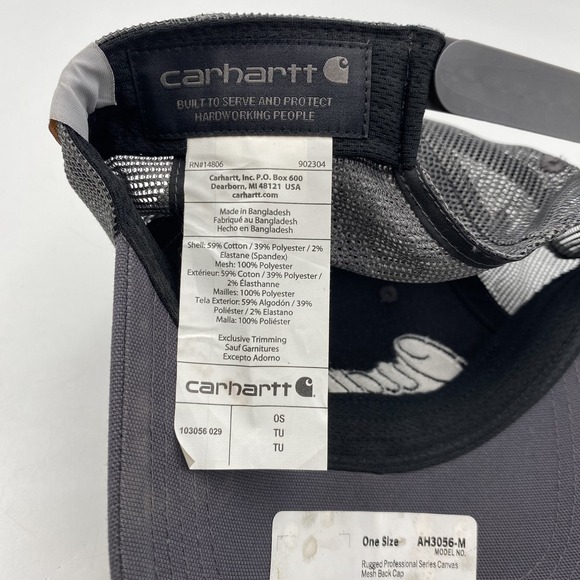 carhartt
BUILT TO SERVE AND PROTECT
HARDWORKING PEOPLE
RN#14806 902304
Carhartt, Inc. P.O. Box 600
Dearborn, MI 48121 USA
carhartt.com
Made in Bangladesh
Fabriqué au Bangladesh
Hecho en Bangladesh
Shell: 59% Cotton / 39% Polyester / 2%
Elastane (Spandex)
Mesh: 100% Polyester
Extérieur: 59% Coton / 39% Polyester /
2% Élasthanne
Mailles: 100% Polyester
Tela Exterior: 59% Algodón / 39%
Poliéster / 2% Elastano
Malla: 100% Poliéster
Exclusive Trimming
Sauf Garnitures
Excepto Adorno
carhartt
103056 029
OS
TU
TU
One Size AH3056-M
MODEL NO.
Rugged Professional Series Canvas
Mesh Back Cap